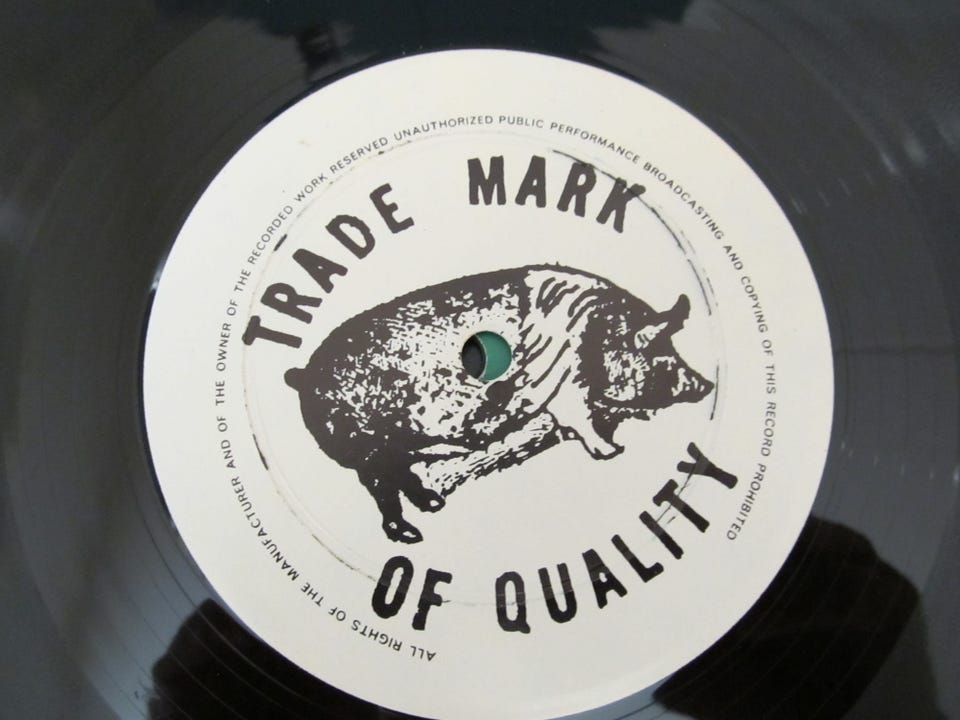 TRADE MARK
OF QUALITY
ALL RIGHTS OF THE MANUFACTURER AND OF THE OWNER OF THE RECORDED WORK RESERVED UNAUTHORIZED PUBLIC PERFORMANCE BROADCASTING AND COPYING OF THIS RECORD PROHIBITED